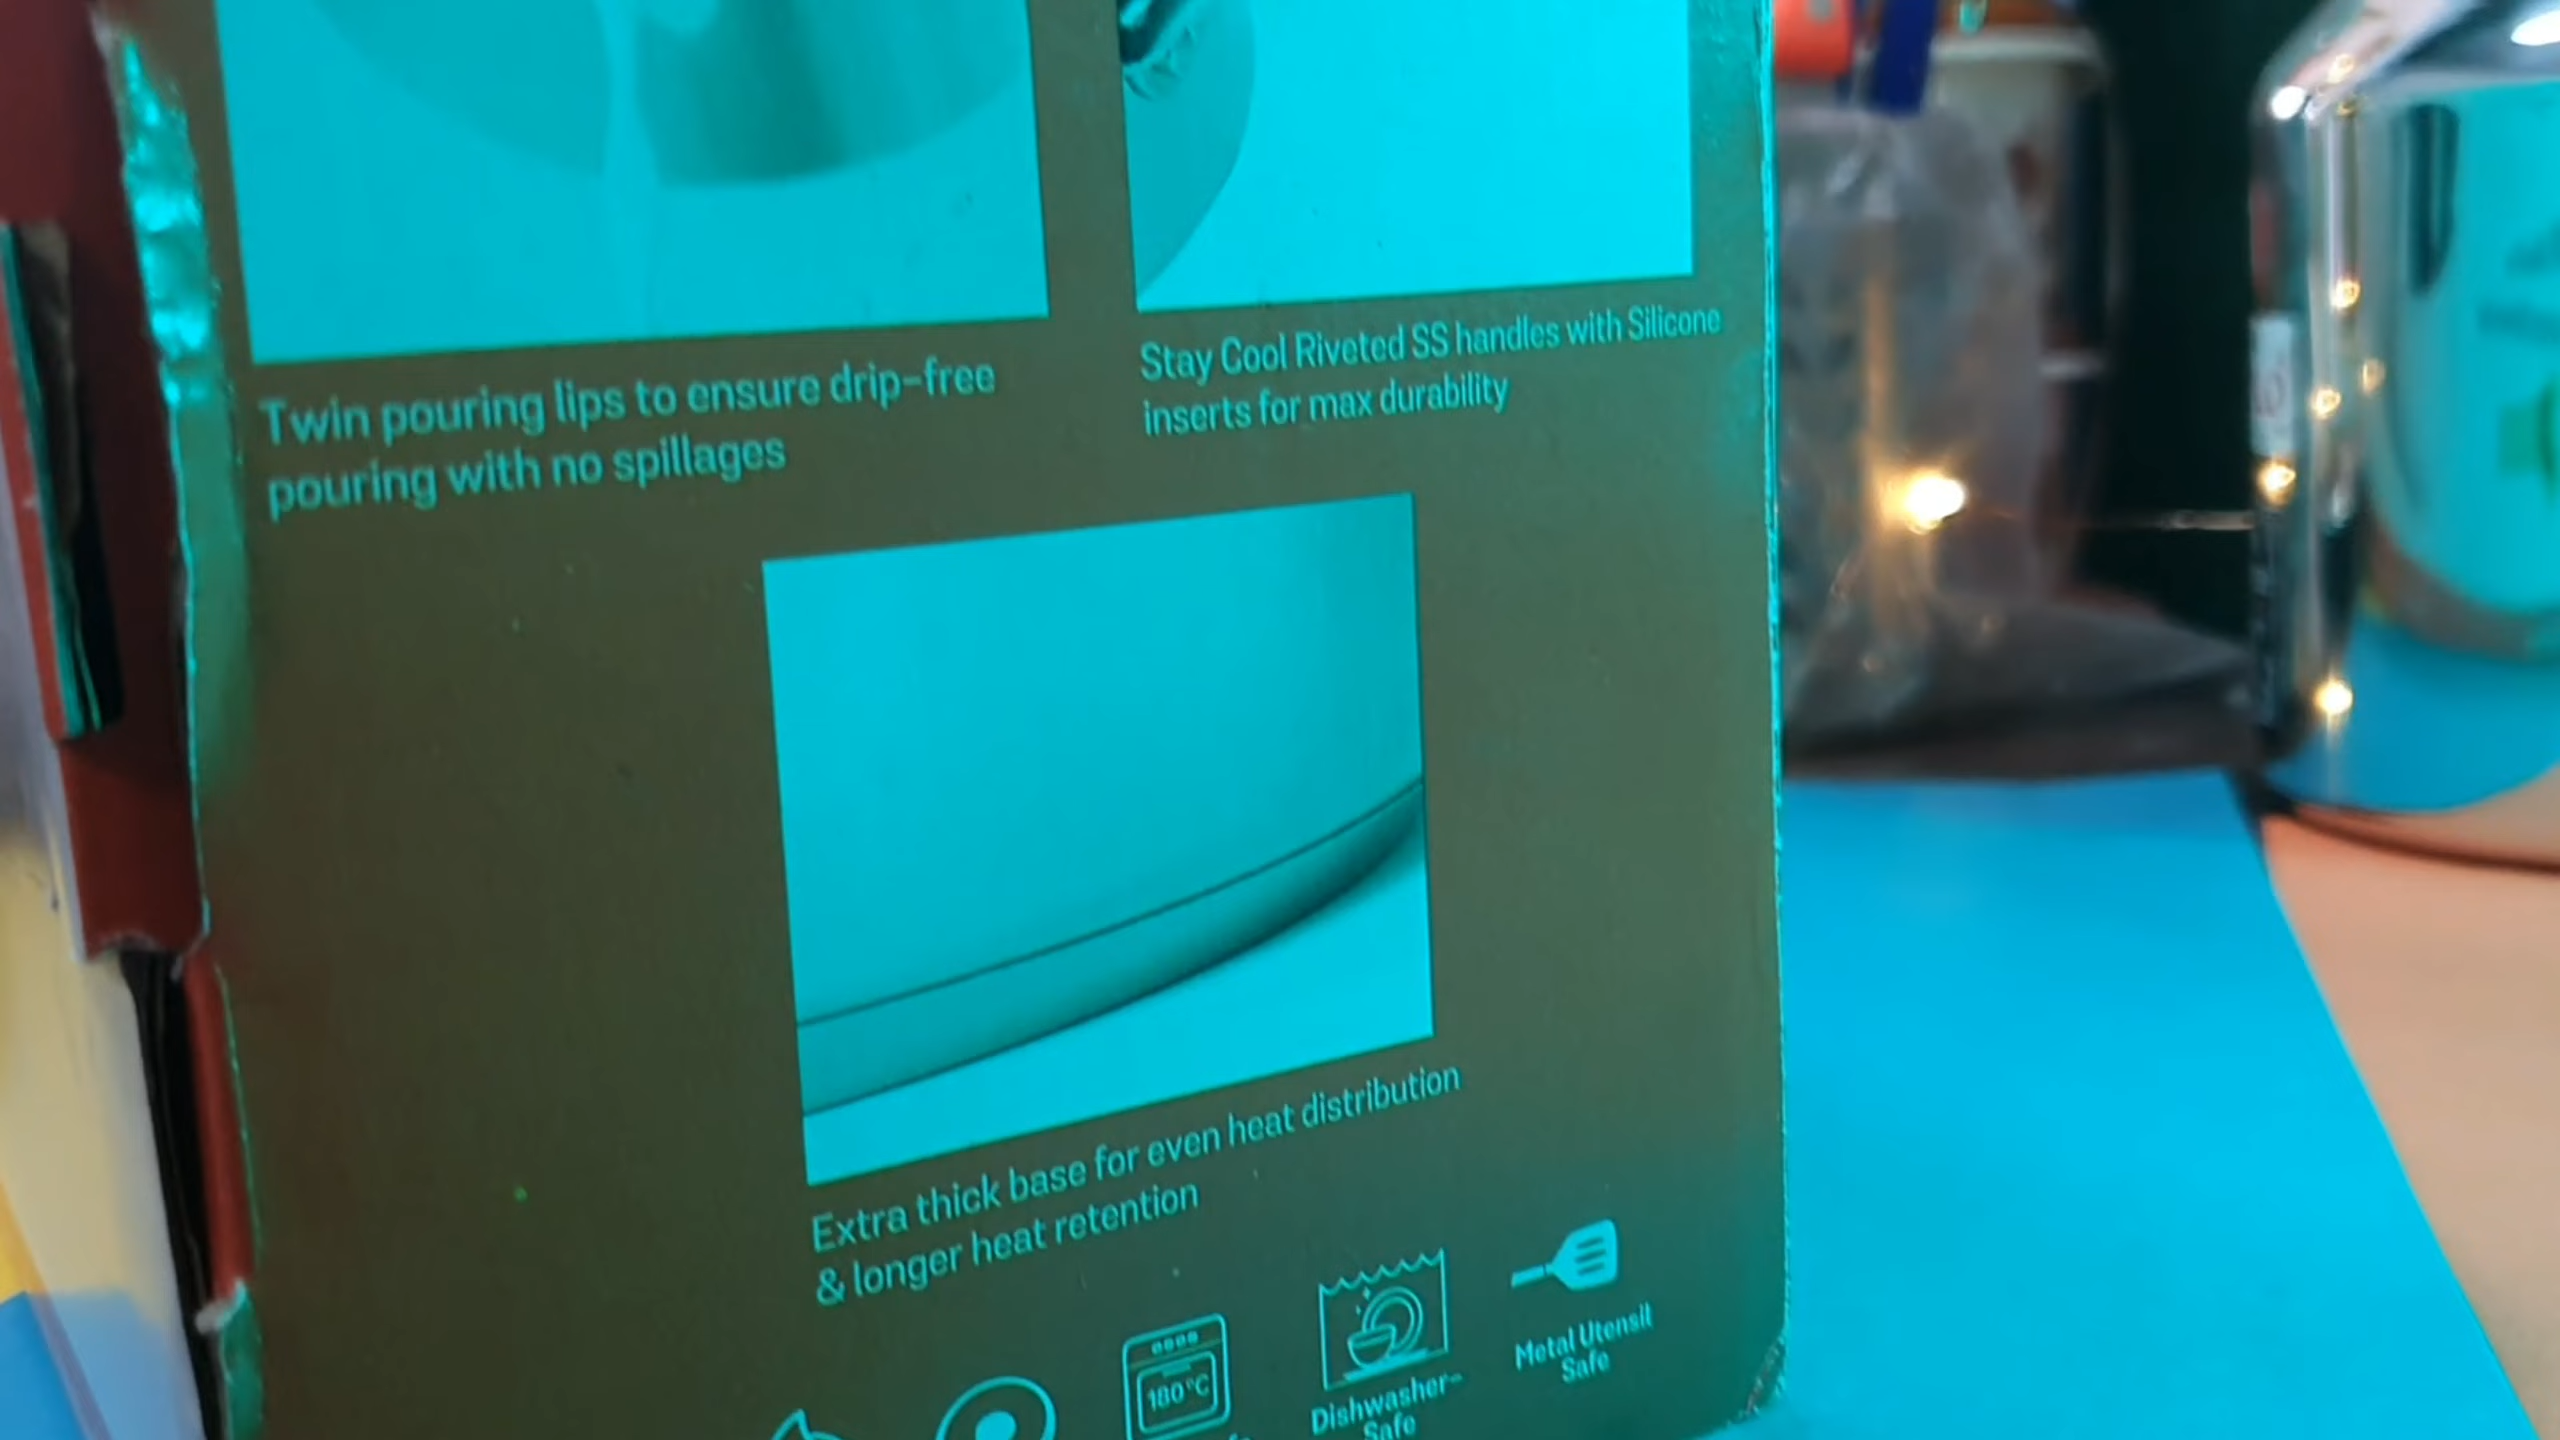 Twin pouring lips to ensure drip-free
pouring with no spillages
Stay Cool Riveted SS handles with Silicone
inserts for max durability
Extra thick base for even heat distribution
& longer heat retention
180°C
Dishwasher-
Safe
Metal Utensil
Safe